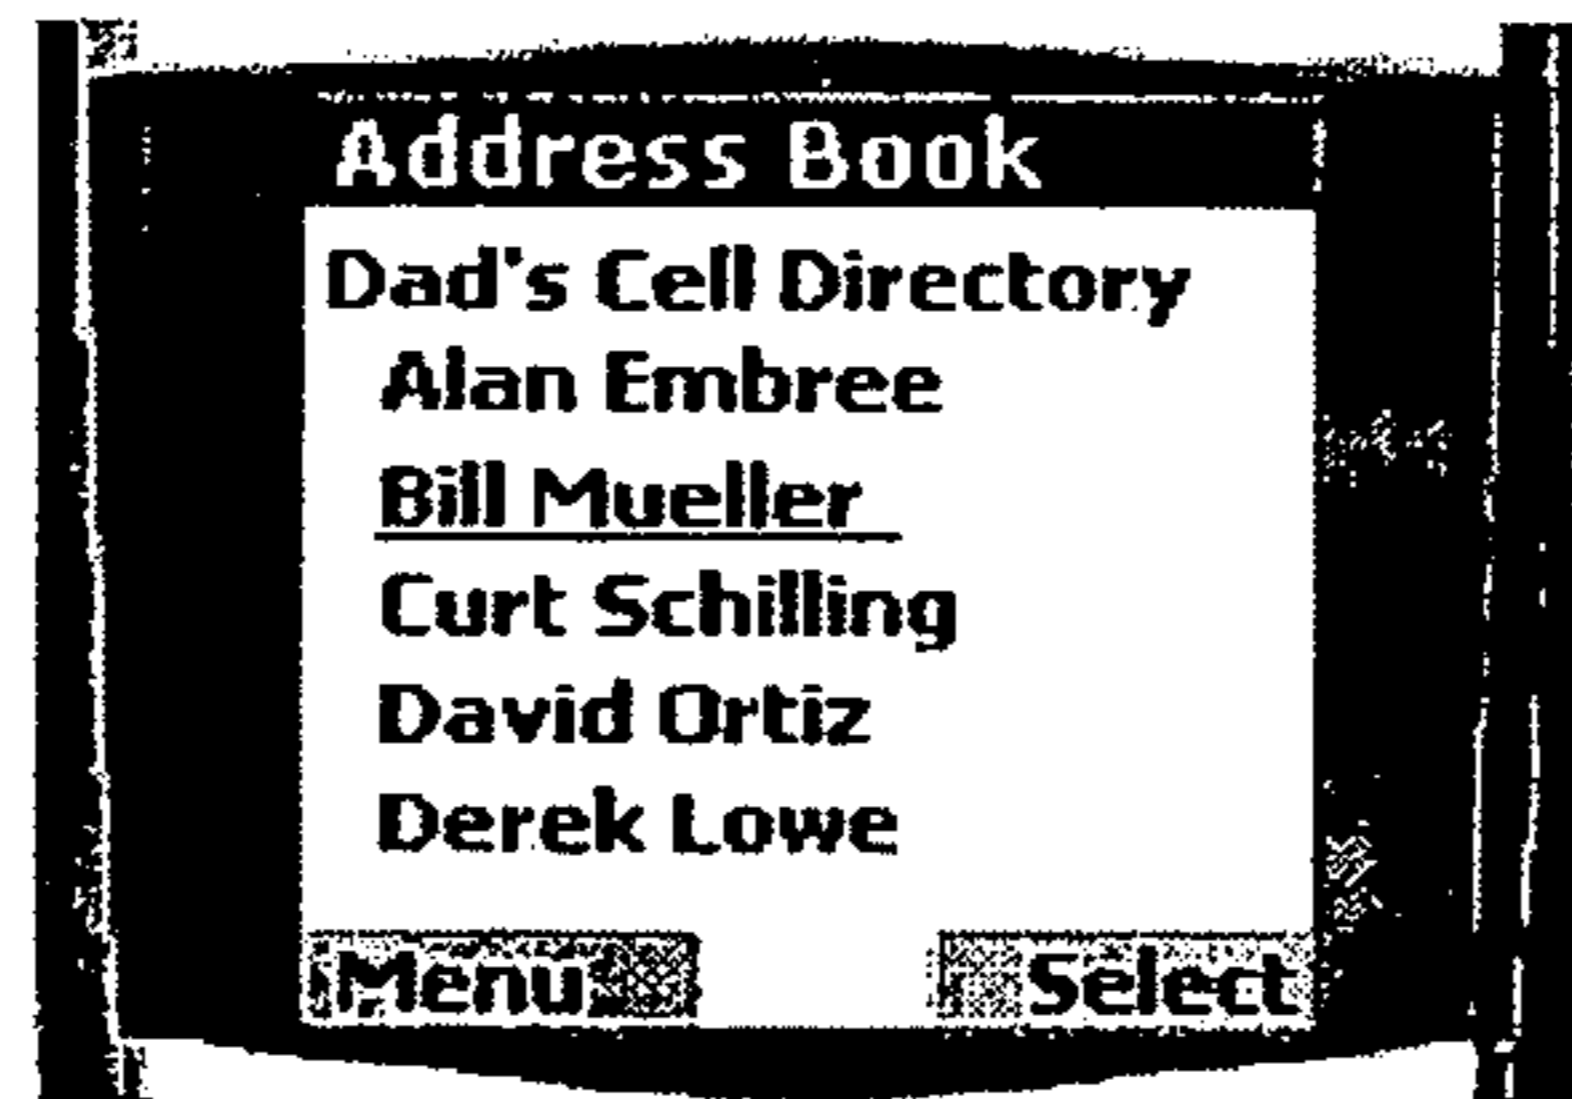 Address Book
Dad's Cell Directory
Alan Embree
Bill Mueller
Curt Schilling
David Ortiz
Derek Lowe
Menu
Select